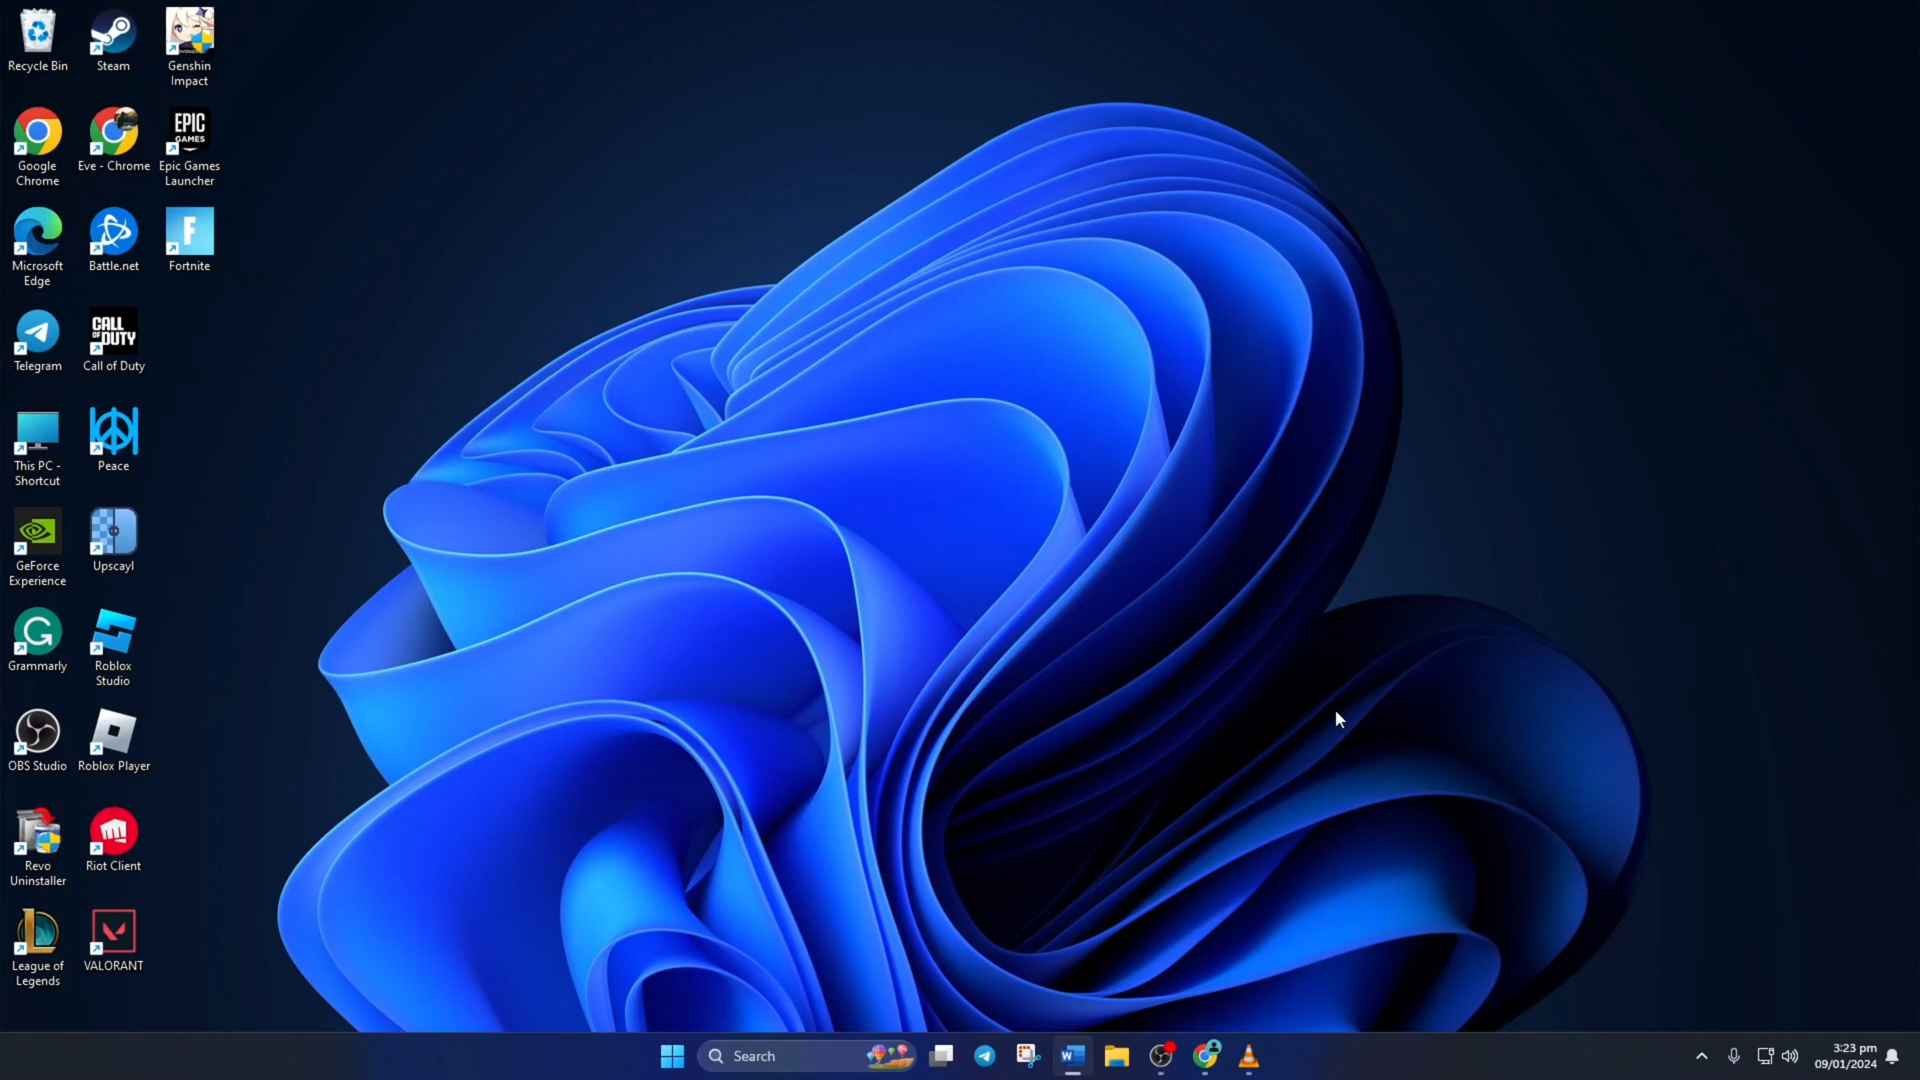 Recycle Bin
Steam
Genshin
Impact
Google
Chrome
Eve - Chrome
EPIC
GAMES
Epic Games
Launcher
Microsoft
Edge
Battle.net
F
Fortnite
Telegram
CALL
OF DUTY
Call of Duty
This PC -
Shortcut
Peace
GeForce
Experience
Upscayl
G
Grammarly
Roblox
Studio
OBS Studio
Roblox Player
Revo
Uninstaller
Riot Client
L
League of
Legends
VALORANT
Search
W
3:23 pm
09/01/2024